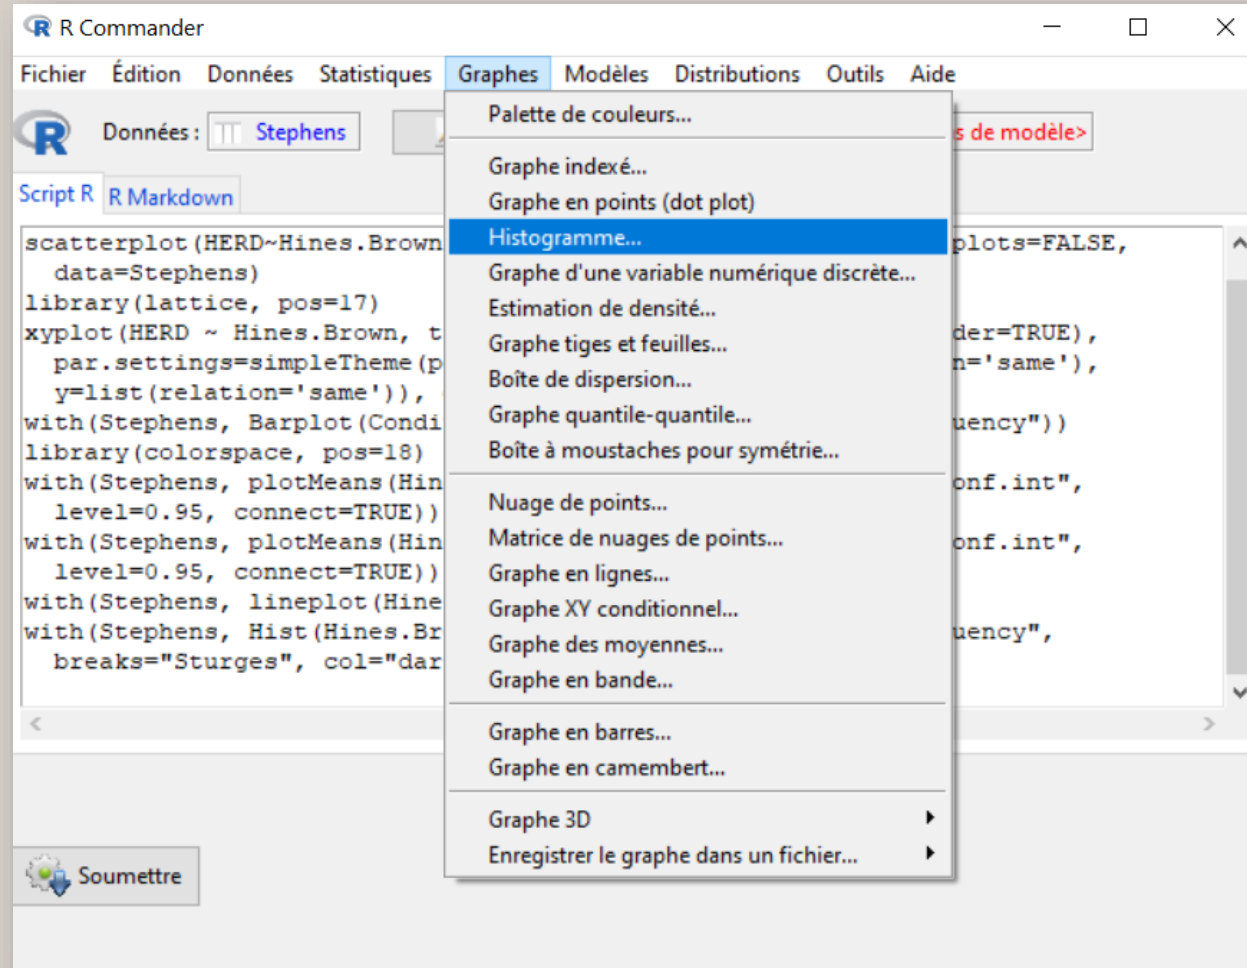 R Commander
Fichier Édition Données Statistiques Graphes Modèles Distributions Outils Aide
R Données : Stephens s de modèle>
Script R R Markdown
Palette de couleurs...
Graphe indexé...
Graphe en points (dot plot)
Histogramme...
Graphe d'une variable numérique discrète...
Estimation de densité...
Graphe tiges et feuilles...
Boîte de dispersion...
Graphe quantile-quantile...
Boîte à moustaches pour symétrie...
Nuage de points...
Matrice de nuages de points...
Graphe en lignes...
Graphe XY conditionnel...
Graphe des moyennes...
Graphe en bande...
Graphe en barres...
Graphe en camembert...
Graphe 3D
Enregistrer le graphe dans un fichier...
scatterplot(HERD~Hines.Brown plots=FALSE,
data=Stephens)
library(lattice, pos=17)
xyplot(HERD ~ Hines.Brown, t der=TRUE),
par.settings=simpleTheme(p n='same'),
y=list(relation='same')),
with(Stephens, Barplot(Condi uency"))
library(colorspace, pos=18)
with(Stephens, plotMeans(Hin onf.int",
level=0.95, connect=TRUE))
with(Stephens, plotMeans(Hin onf.int",
level=0.95, connect=TRUE))
with(Stephens, lineplot(Hine
with(Stephens, Hist(Hines.Br uency",
breaks="Sturges", col="dar
Soumettre